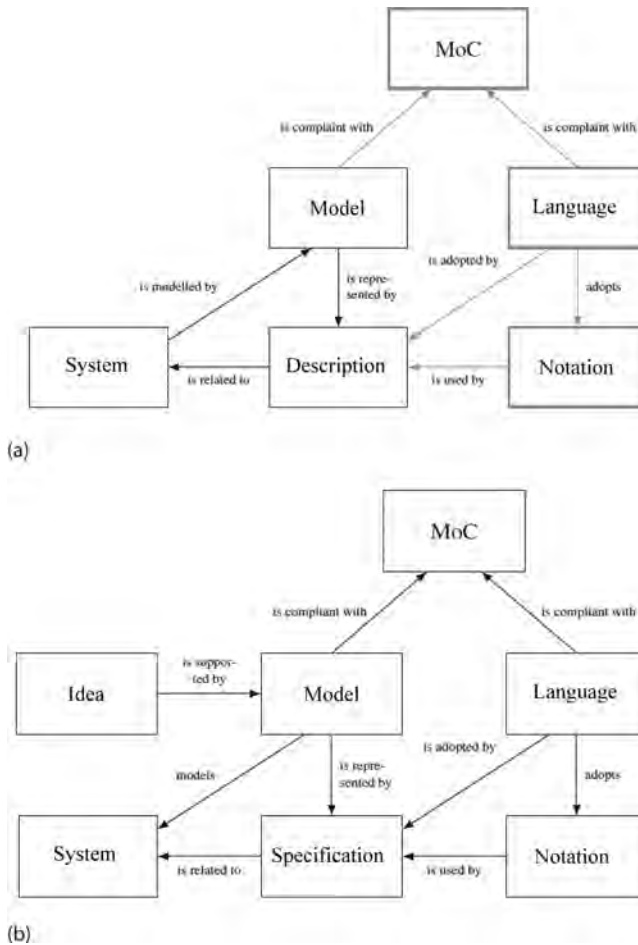 MoC
is complaint with
is complaint with
Model
Language
is modelled by
is repre-
sented by
is adopted by
adopts
System
Description
Notation
is related to
is used by
(a)
MoC
is compliant with
is compliant with
Idea
is suppor-
ted by
Model
Language
models
is repre-
sented by
is adopted by
adopts
System
Specification
Notation
is related to
is used by
(b)